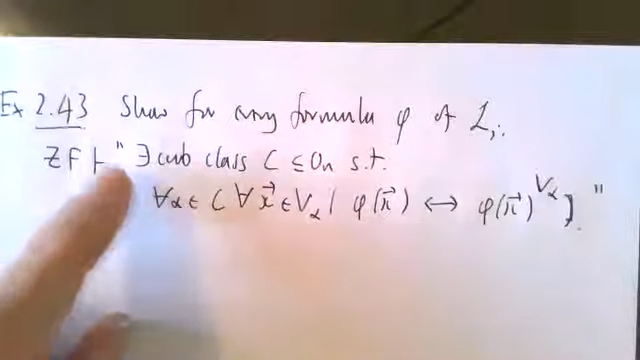 Ex 2.43 Show for any formula φ of L,:
ZF ⊢ " ∃ cub class C ⊆ On s.t.
∀α ∈ C ∀x⃗ ∈ Vα [ φ(x⃗) ↔ φ(x⃗)^Vα ]. "